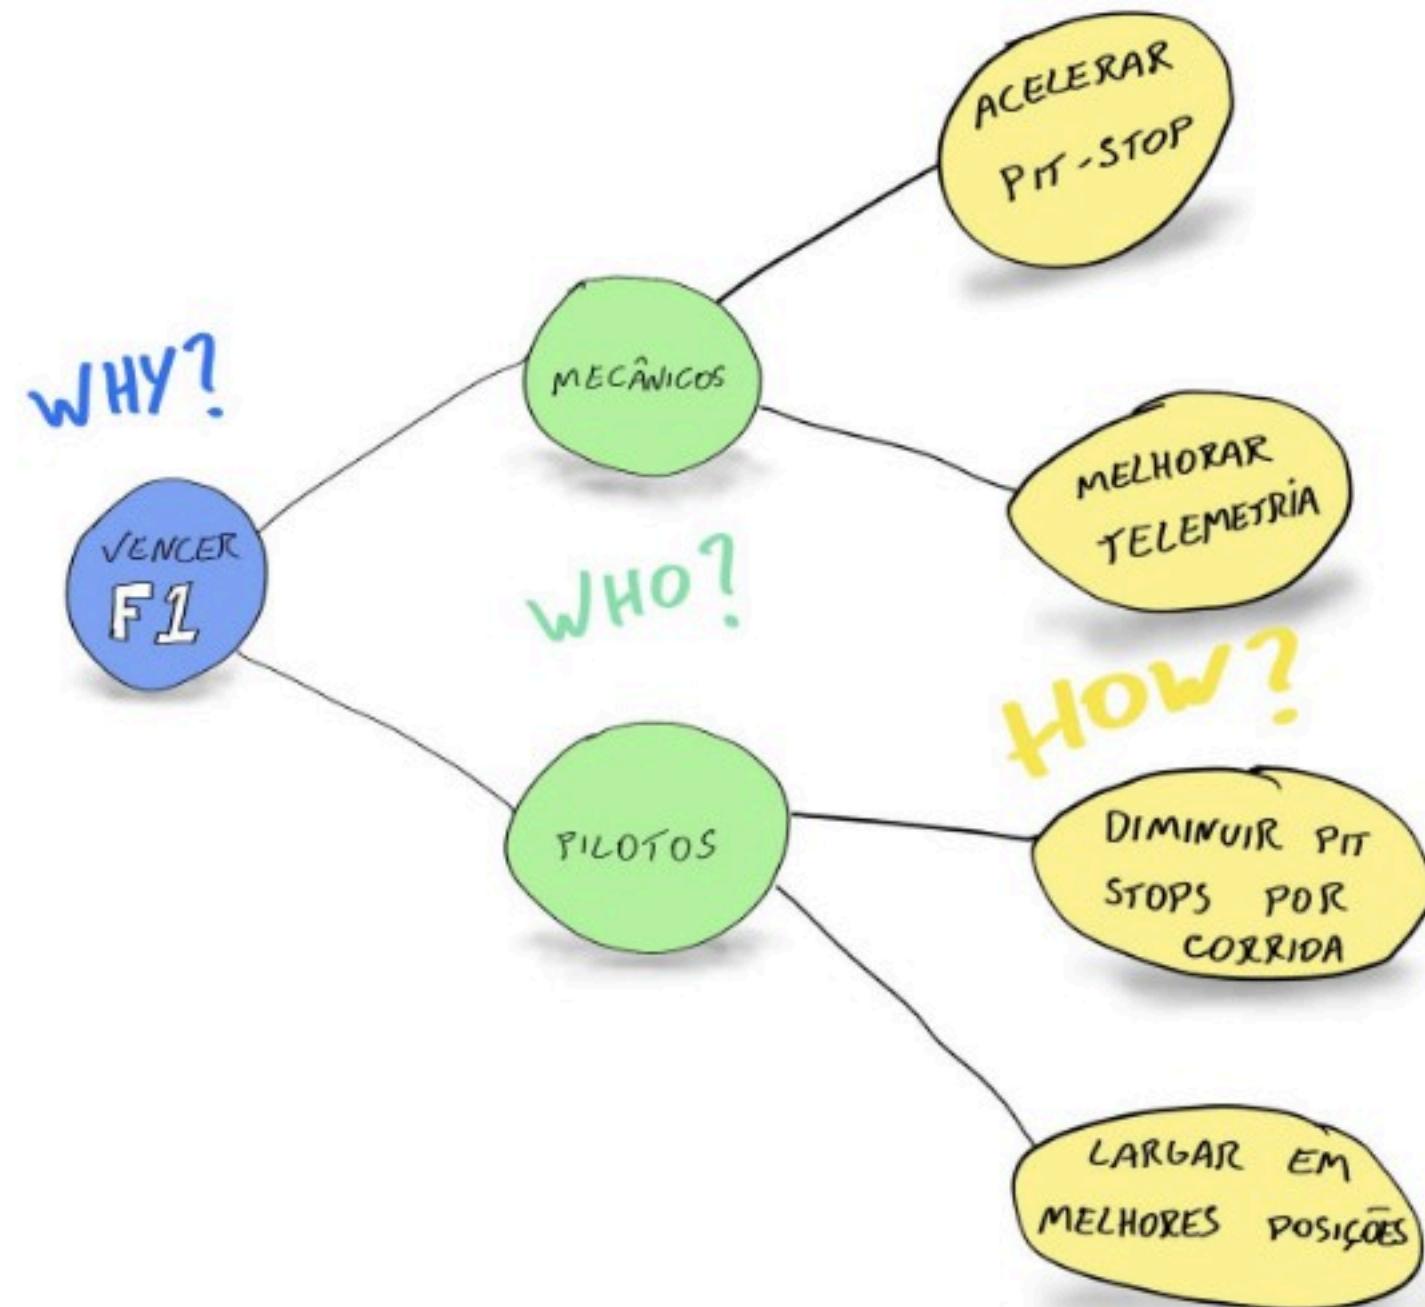 WHY?
VENCER
F1
MECÂNICOS
WHO?
PILOTOS
ACELERAR
PIT-STOP
MELHORAR
TELEMETRIA
HOW?
DIMINUIR PIT
STOPS POR
CORRIDA
LARGAR EM
MELHORES POSIÇÕES